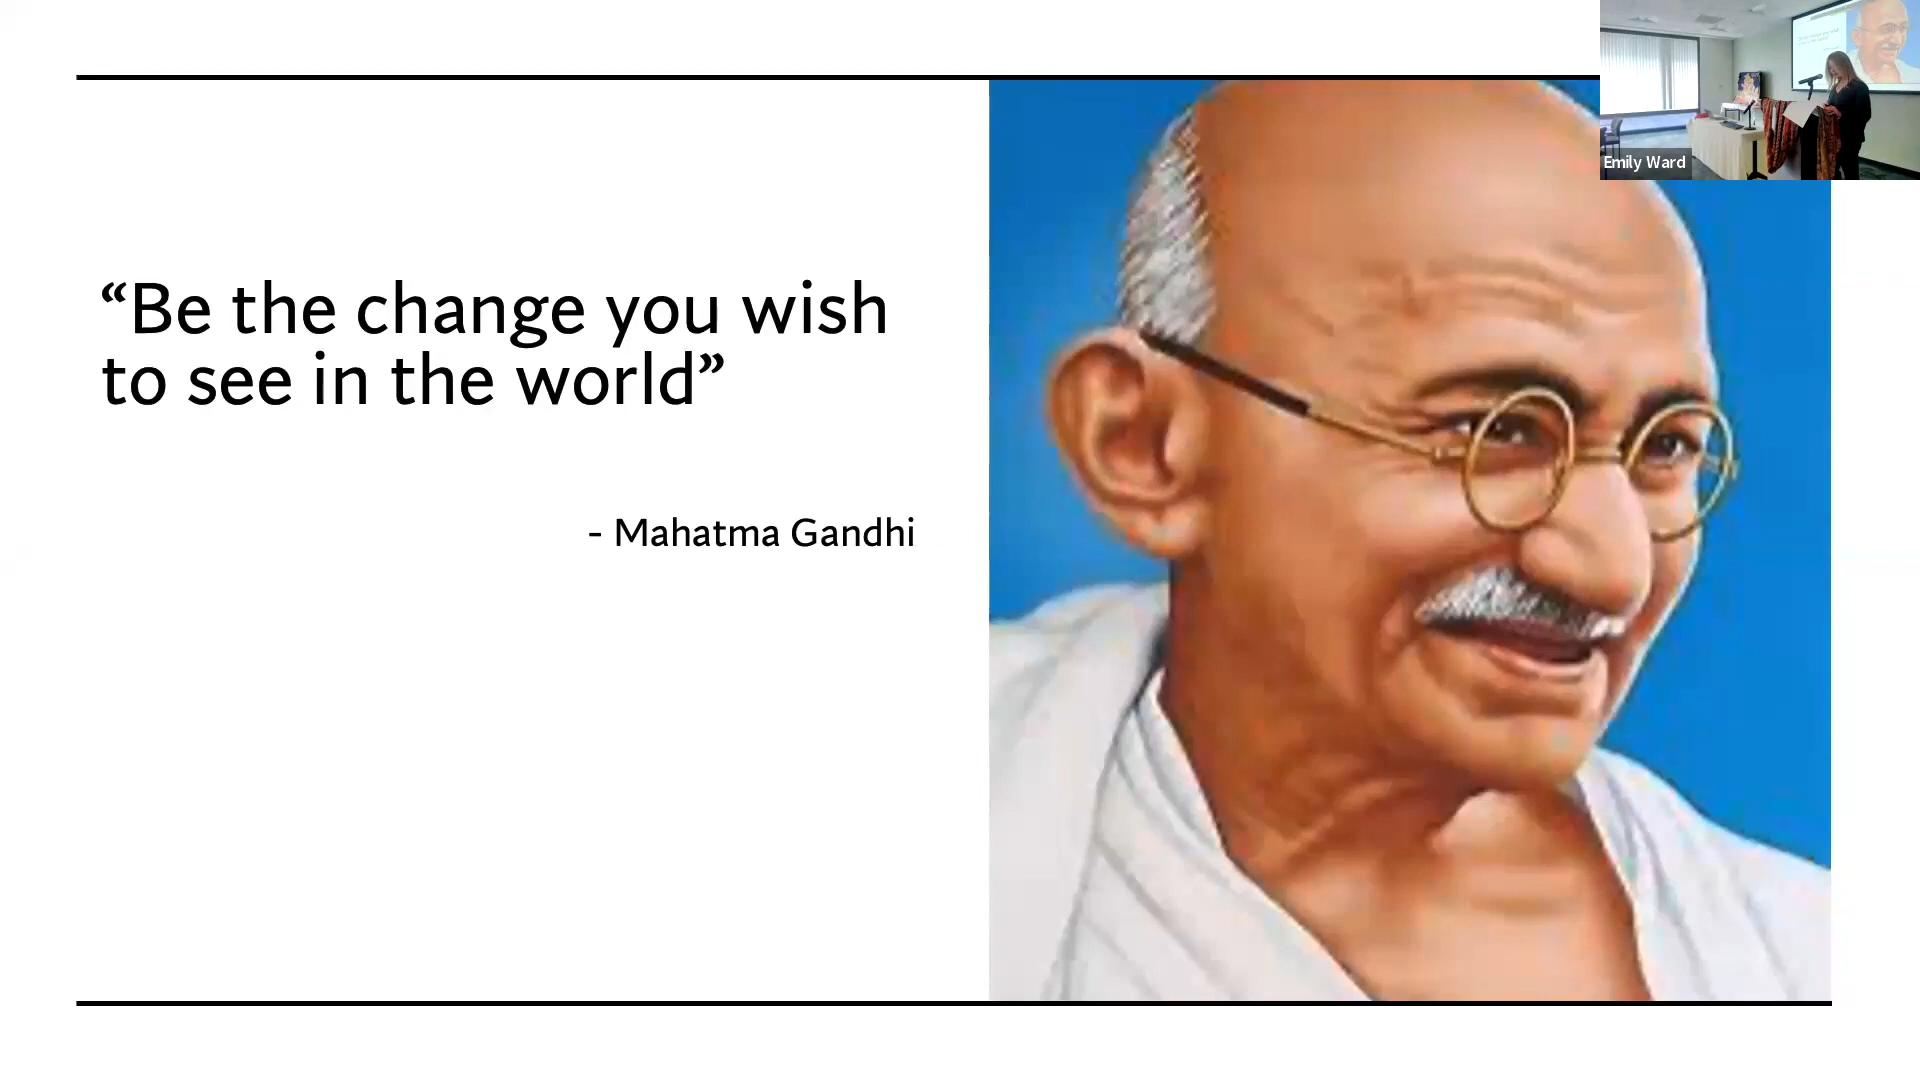 “Be the change you wish
to see in the world”
- Mahatma Gandhi
Emily Ward